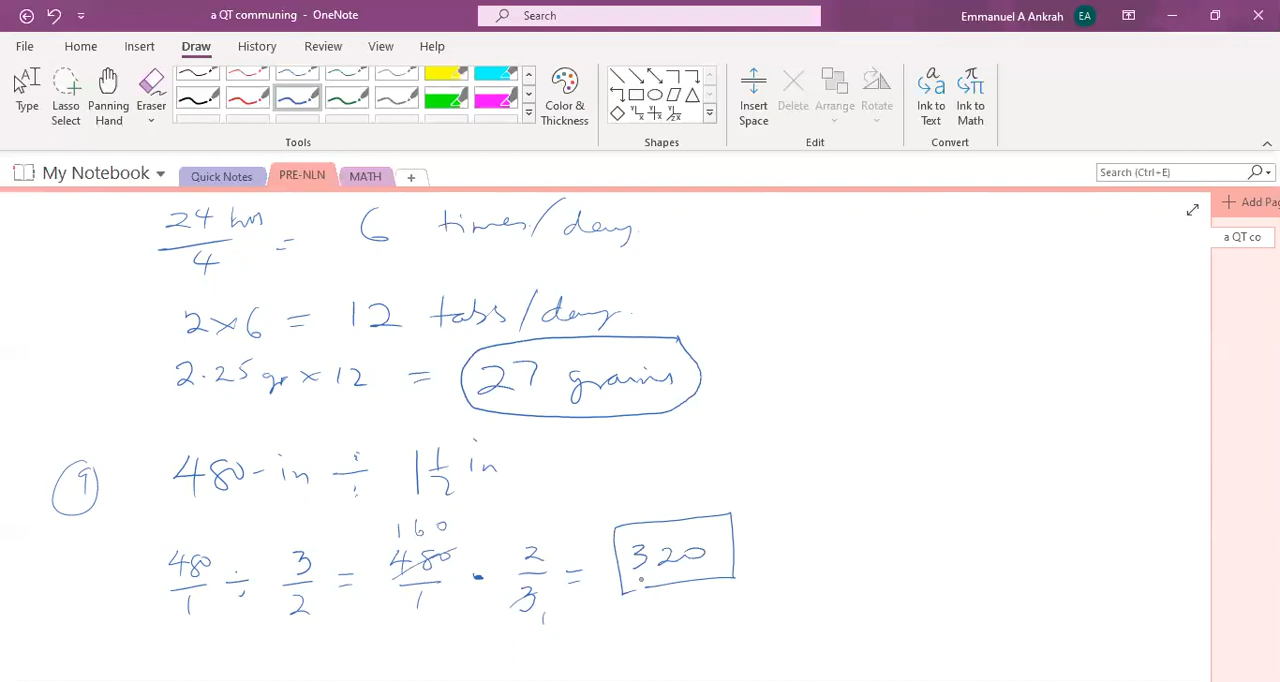 a QT communing - OneNote
Search
Emmanuel A Ankrah
EA
File Home Insert Draw History Review View Help
Type
Lasso Select
Panning Hand
Eraser
Color & Thickness
Insert Space
Delete
Arrange
Rotate
Ink to Text
Ink to Math
Tools
Shapes
Edit
Convert
My Notebook
Quick Notes
PRE-NLN
MATH
+
Search (Ctrl+E)
Add Pag
a QT co
24 hrs / 4 = 6 times/day.
2×6 = 12 tabs/day.
2.25 gr × 12 = 27 grains
9 480-in ÷ 1 1/2 in
160
480/1 ÷ 3/2 = 480/1 · 2/3 = 320
1